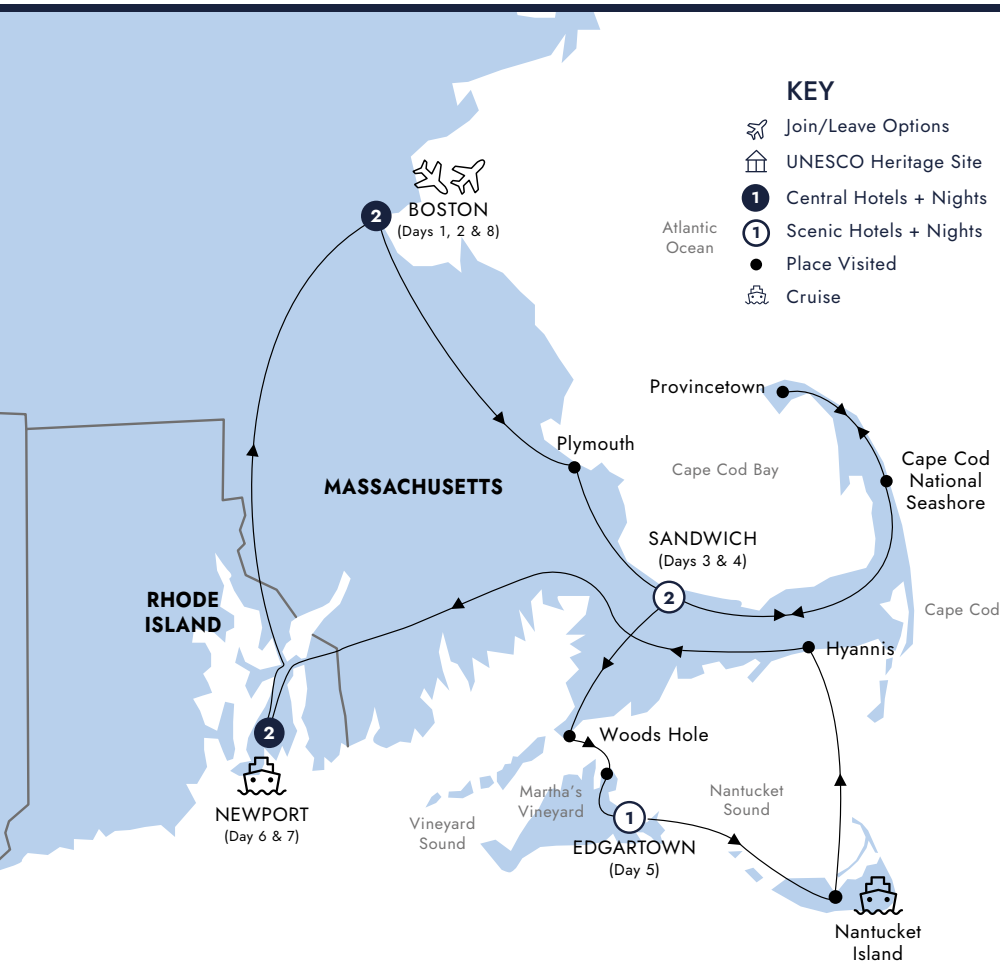 KEY
Join/Leave Options
UNESCO Heritage Site
1 Central Hotels + Nights
1 Scenic Hotels + Nights
Place Visited
Cruise
2
BOSTON
(Days 1, 2 & 8)
Atlantic
Ocean
Provincetown
Plymouth
Cape Cod Bay
Cape Cod
National
Seashore
MASSACHUSETTS
SANDWICH
(Days 3 & 4)
2
RHODE
ISLAND
Cape Cod
Hyannis
2
Woods Hole
NEWPORT
(Day 6 & 7)
Martha's
Vineyard
Nantucket
Sound
Vineyard
Sound
1
EDGARTOWN
(Day 5)
Nantucket
Island